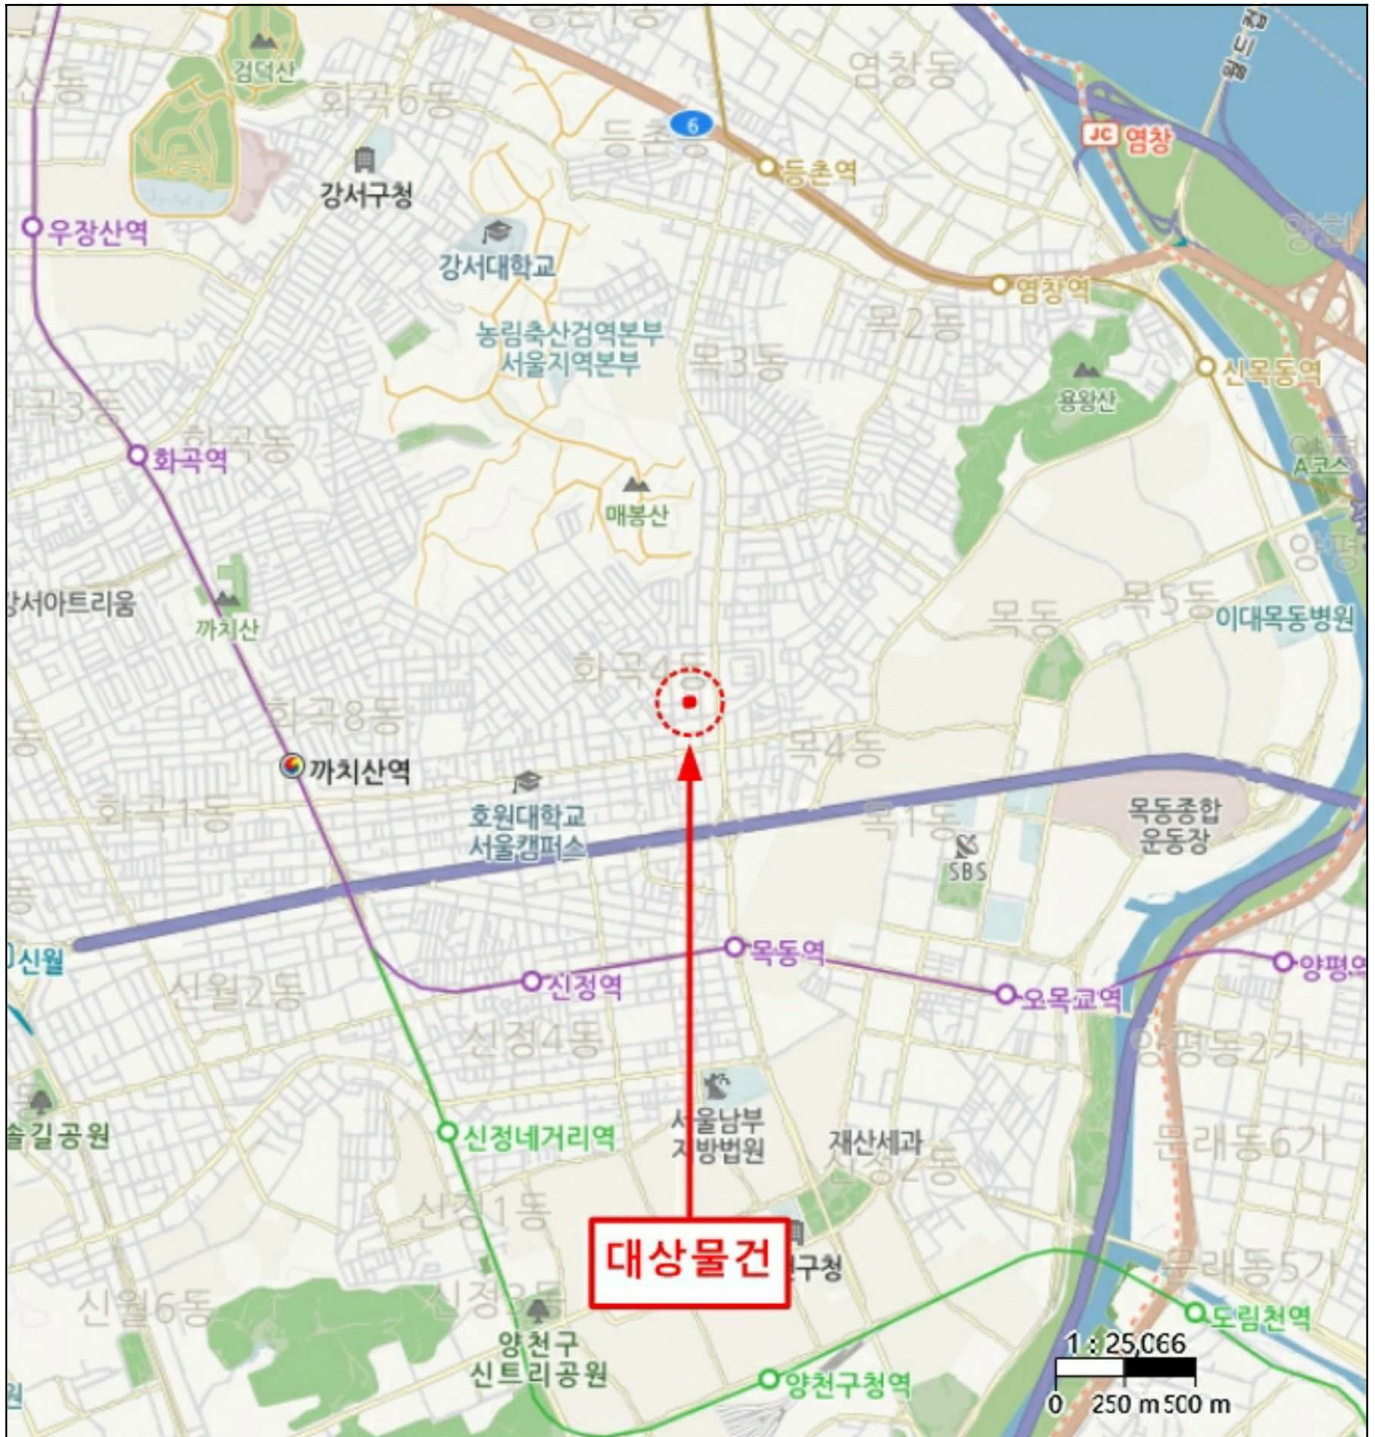 등촌1동
검덕산
화곡6동
염창동
6
등촌동
JC 염창
등촌역
강서구청
우장산역
양화
강서대학교
염창역
목2동
농림축산검역본부
서울지역본부
목3동
신목동역
용왕산
화곡동
화곡역
A코스
매봉산
양평
강서아트리움
목5동
목동
이대목동병원
까치산
화곡4동
화곡8동
목4동
까치산역
호원대학교
서울캠퍼스
화곡1동
목1동
목동종합
운동장
SBS
신월
목동역
신정역
양평역
오목교역
신월2동
신정4동
양평동2가
서울남부
지방법원
재산세과
신정2동
문래동6가
솔길공원
신정네거리역
신정1동
대상물건
구청
문래동5가
신월6동
신정3동
양천구
신트리공원
도림천역
양천구청역
1 : 25,066
0 250 m 500 m